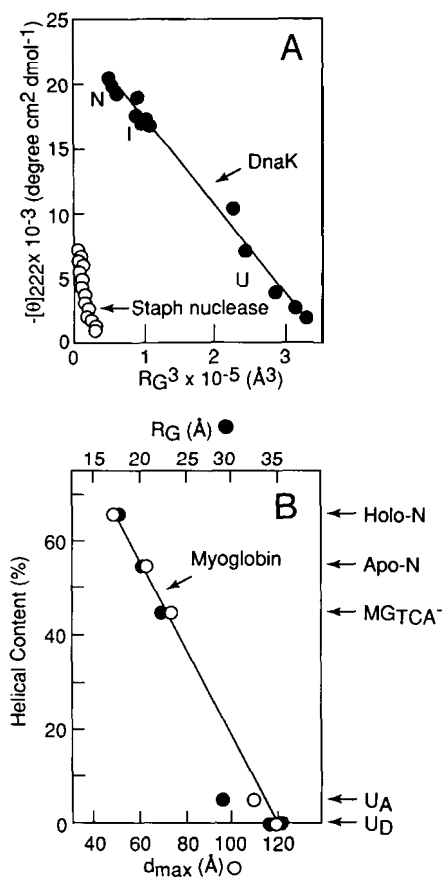 A
-[θ]222x 10-3 (degree cm2 dmol-1)
25
20
15
10
5
0
N
I
DnaK
U
Staph nuclease
0 1 2 3
RG3 x 10-5 (Å3)
B
RG (Å)
15 20 25 30 35
Helical Content (%)
60
40
20
0
Myoglobin
Holo-N
Apo-N
MGTCA-
UA
UD
40 60 80 100 120
dmax (Å)